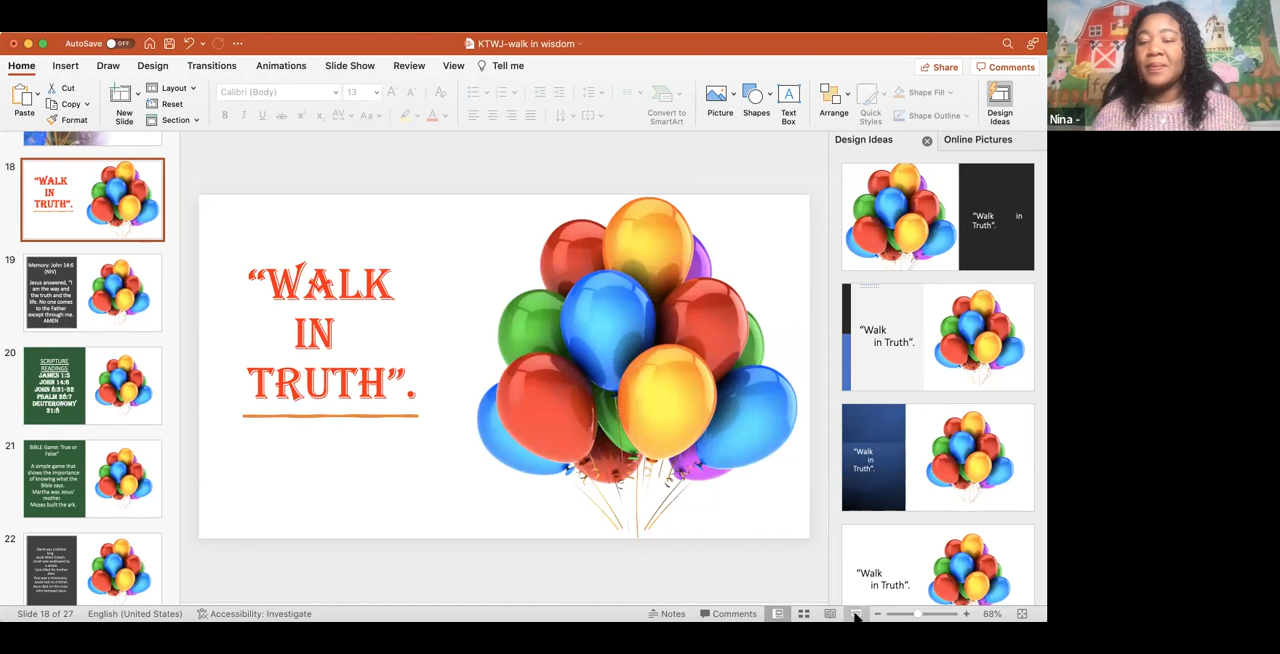 AutoSave OFF
KTWJ-walk in wisdom
Home Insert Draw Design Transitions Animations Slide Show Review View Tell me
Share Comments
Paste
Cut
Copy
Format
New
Slide
Layout
Reset
Section
Calibri (Body) 13
Convert to
SmartArt
Picture Shapes Text
Box
Arrange Quick
Styles
Shape Fill
Shape Outline
Design
Ideas
Nina -
18
“WALK
IN
TRUTH”.
19
Memory: John 14:6
(NIV)
Jesus answered, "I
am the way and
the truth and the
life. No one comes
to the Father
except through me.
AMEN
20
SCRIPTURE
READINGS
JAMES 1:5
JOHN 14:6
JOHN 8:31-32
DEUTERONOMY
31:8
21
BIBLE Game: True or
False"
A simple game that
shows the importance
of knowing what the
Bible says.
Martha was Jesus'
mother.
Moses built the ark.
22
“WALK
IN
TRUTH”.
Design Ideas Online Pictures
“Walk in
Truth”.
“Walk
in Truth”.
“Walk
in
Truth”.
“Walk
in Truth”.
Slide 18 of 27 English (United States) Accessibility: Investigate
Notes Comments 88%